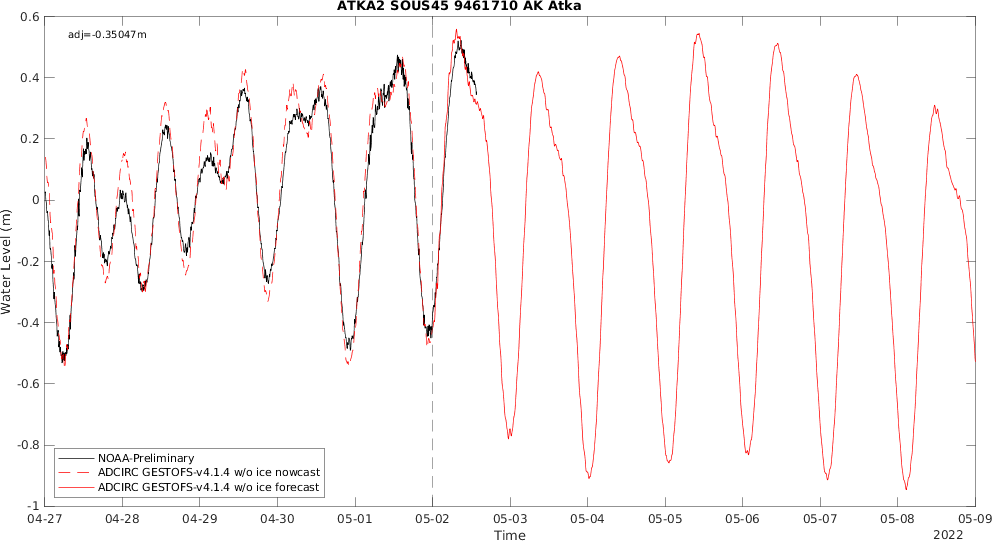 ATKA2 SOUS45 9461710 AK Atka
adj=-0.35047m
0.6
0.4
0.2
0
-0.2
-0.4
-0.6
-0.8
-1
Water Level (m)
NOAA-Preliminary
ADCIRC GESTOFS-v4.1.4 w/o ice nowcast
ADCIRC GESTOFS-v4.1.4 w/o ice forecast
04-27 04-28 04-29 04-30 05-01 05-02 05-03 05-04 05-05 05-06 05-07 05-08 05-09
Time
2022